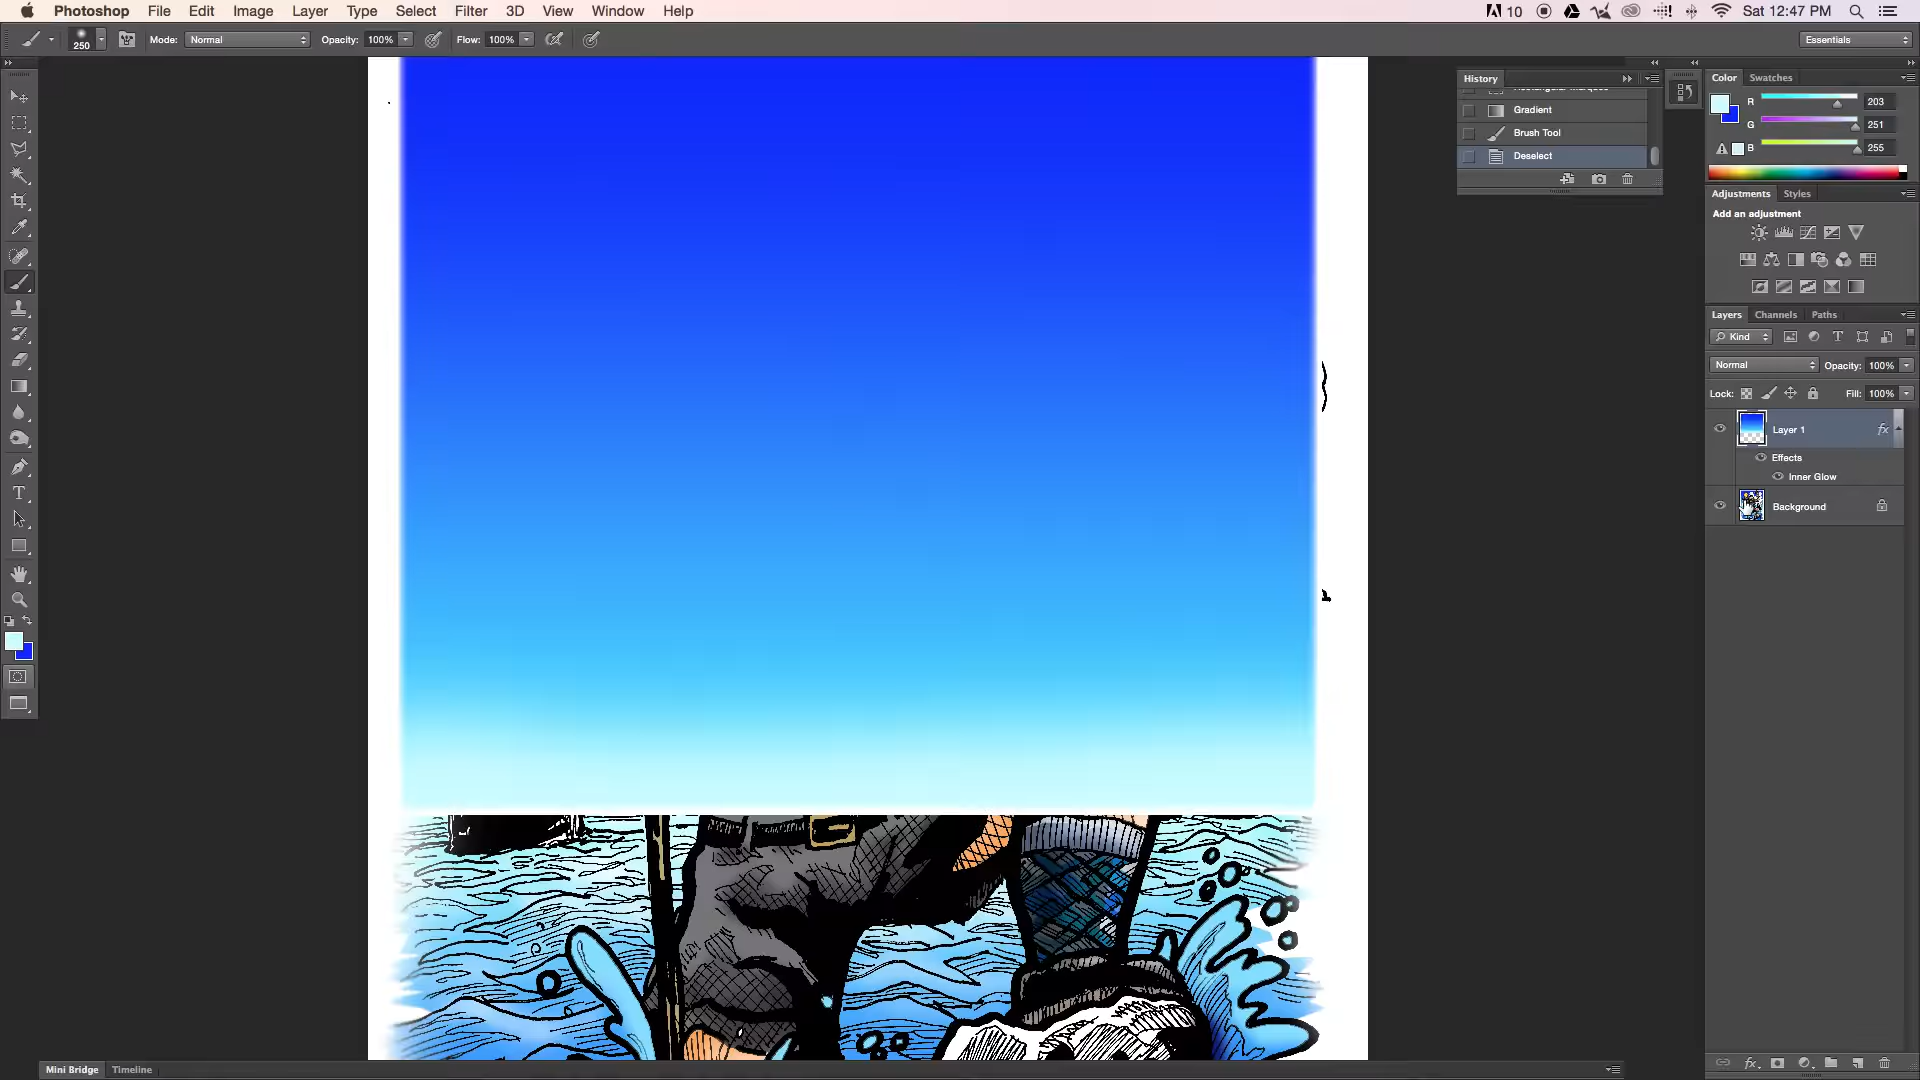 Photoshop File Edit Image Layer Type Select Filter 3D View Window Help 10 Sat 12:47 PM
250 Mode: Normal Opacity: 100% Flow: 100% Essentials
History
Gradient
Brush Tool
Deselect
Color Swatches
R 203
G 251
B 255
Adjustments Styles
Add an adjustment
Layers Channels Paths
Kind
Normal Opacity: 100%
Lock: Fill: 100%
Layer 1 fx
Effects
Inner Glow
Background
Mini Bridge Timeline